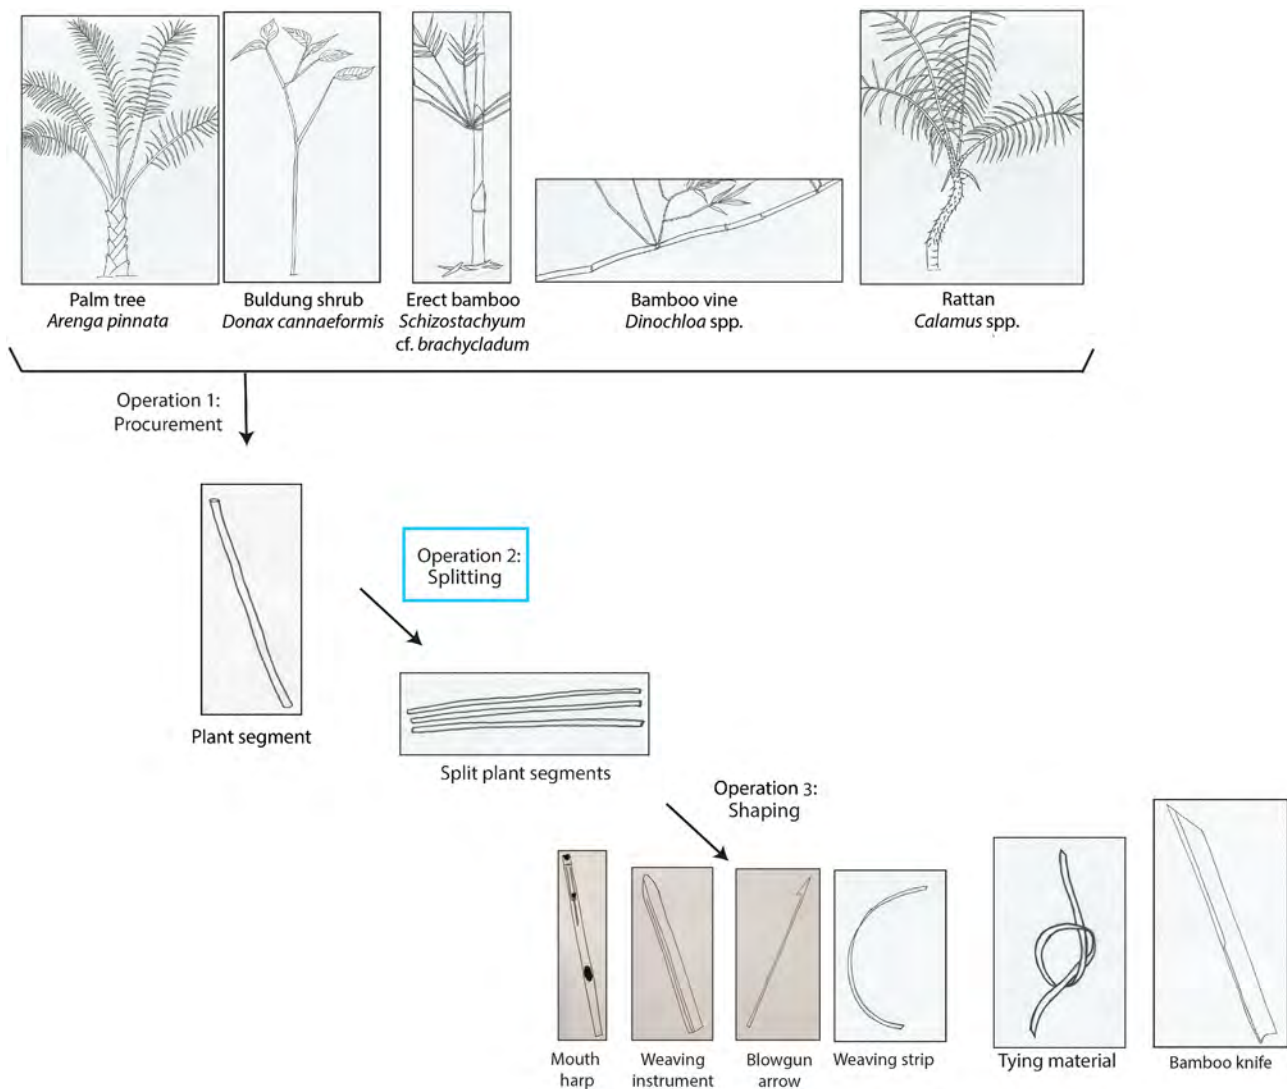 Palm tree
Arenga pinnata
Buldung shrub
Donax cannaeformis
Erect bamboo
Schizostachyum
cf. brachycladum
Bamboo vine
Dinochloa spp.
Rattan
Calamus spp.
Operation 1:
Procurement
Operation 2:
Splitting
Plant segment
Split plant segments
Operation 3:
Shaping
Mouth
harp
Weaving
instrument
Blowgun
arrow
Weaving strip
Tying material
Bamboo knife